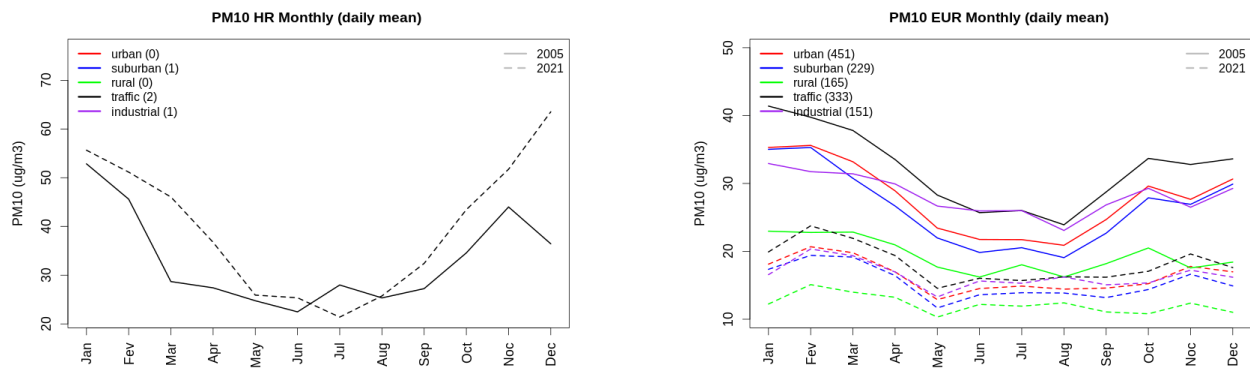 PM10 HR Monthly (daily mean)
urban (0)
suburban (1)
rural (0)
traffic (2)
industrial (1)
2005
2021
PM10 (ug/m3)
70
60
50
40
30
20
Jan
Fev
Mar
Apr
May
Jun
Jul
Aug
Sep
Oct
Noc
Dec
PM10 EUR Monthly (daily mean)
urban (451)
suburban (229)
rural (165)
traffic (333)
industrial (151)
2005
2021
PM10 (ug/m3)
50
40
30
20
10
Jan
Fev
Mar
Apr
May
Jun
Jul
Aug
Sep
Oct
Noc
Dec